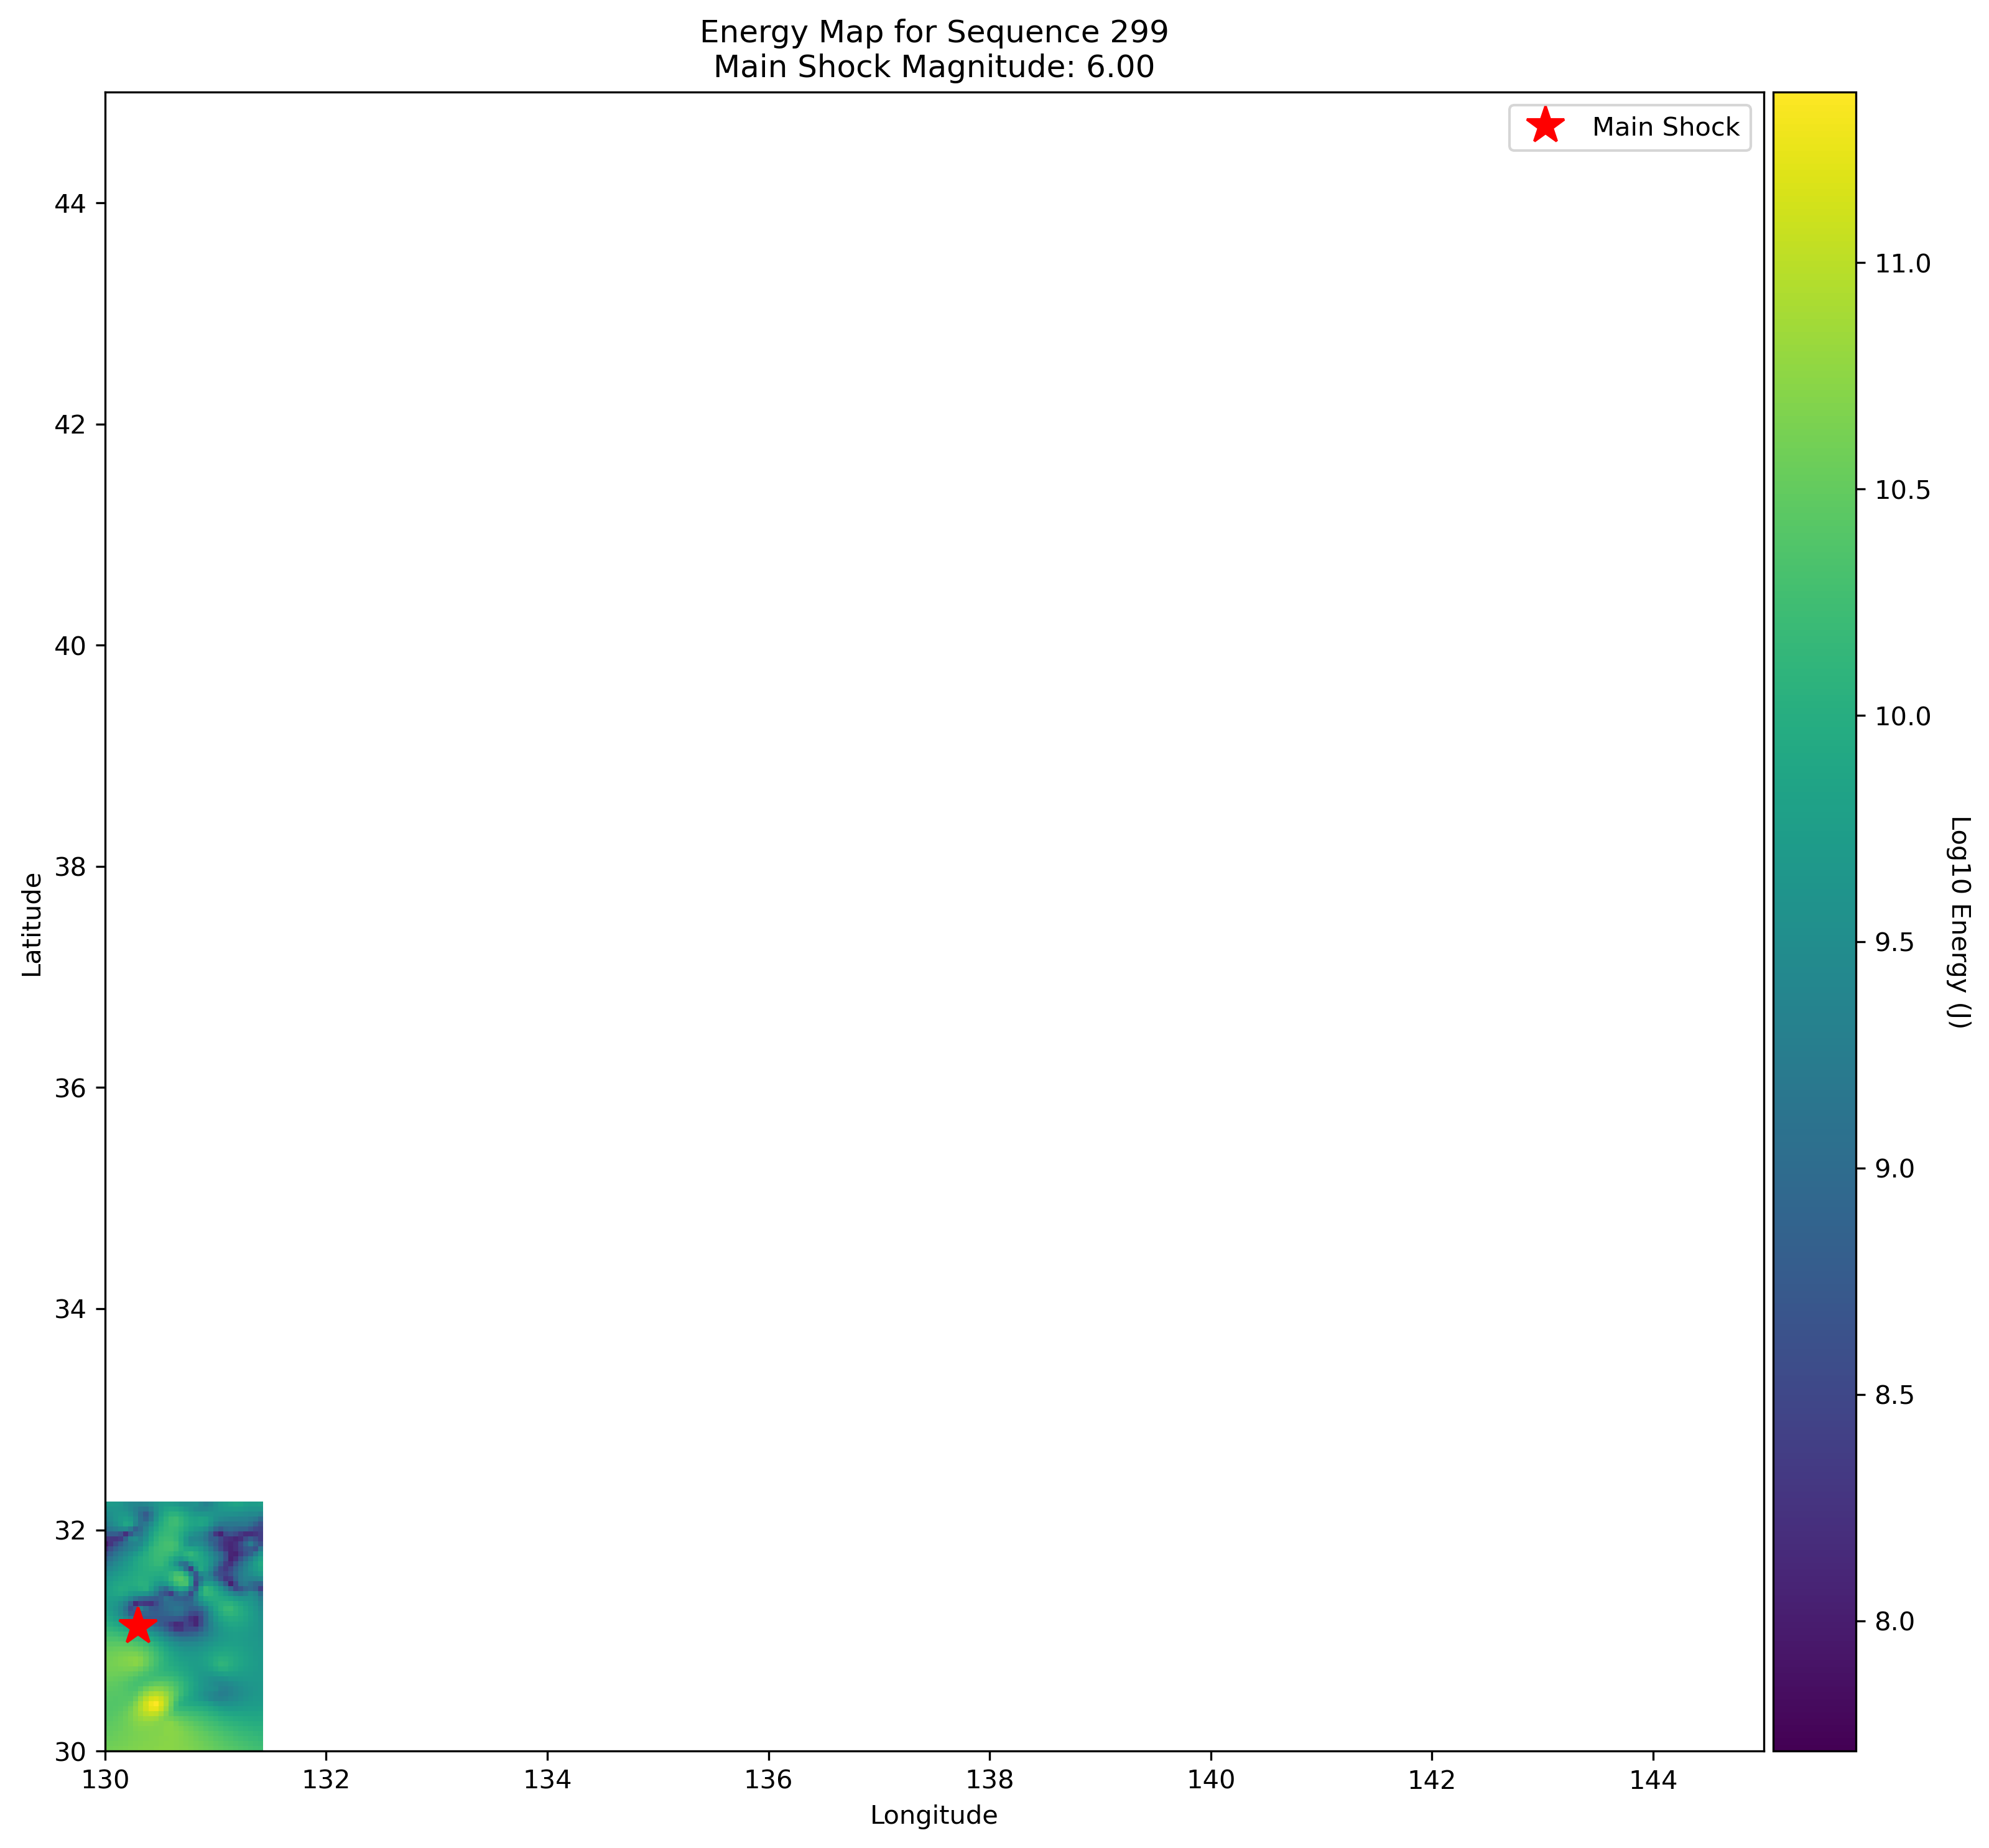 Energy Map for Sequence 299
Main Shock Magnitude: 6.00
Main Shock
44
42
40
38
36
34
32
30
Latitude
130 132 134 136 138 140 142 144
Longitude
11.0
10.5
10.0
9.5
9.0
8.5
8.0
Log10 Energy (J)